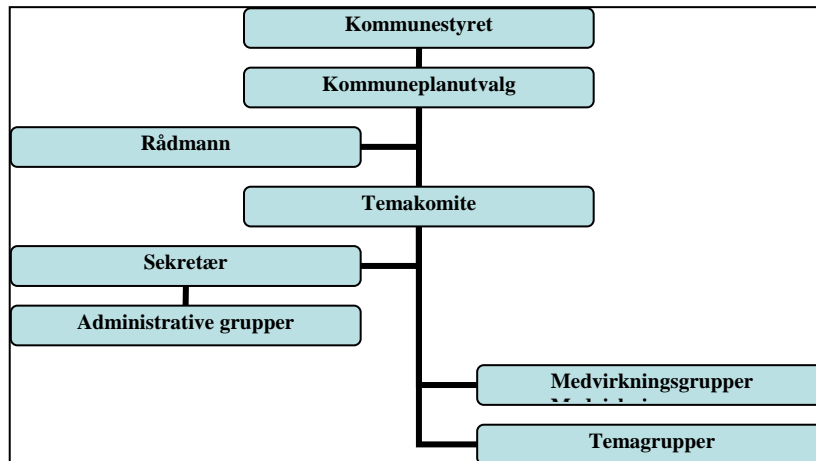 Kommunestyret
Kommuneplanutvalg
Rådmann
Temakomite
Sekretær
Administrative grupper
Medvirkningsgrupper
Temagrupper